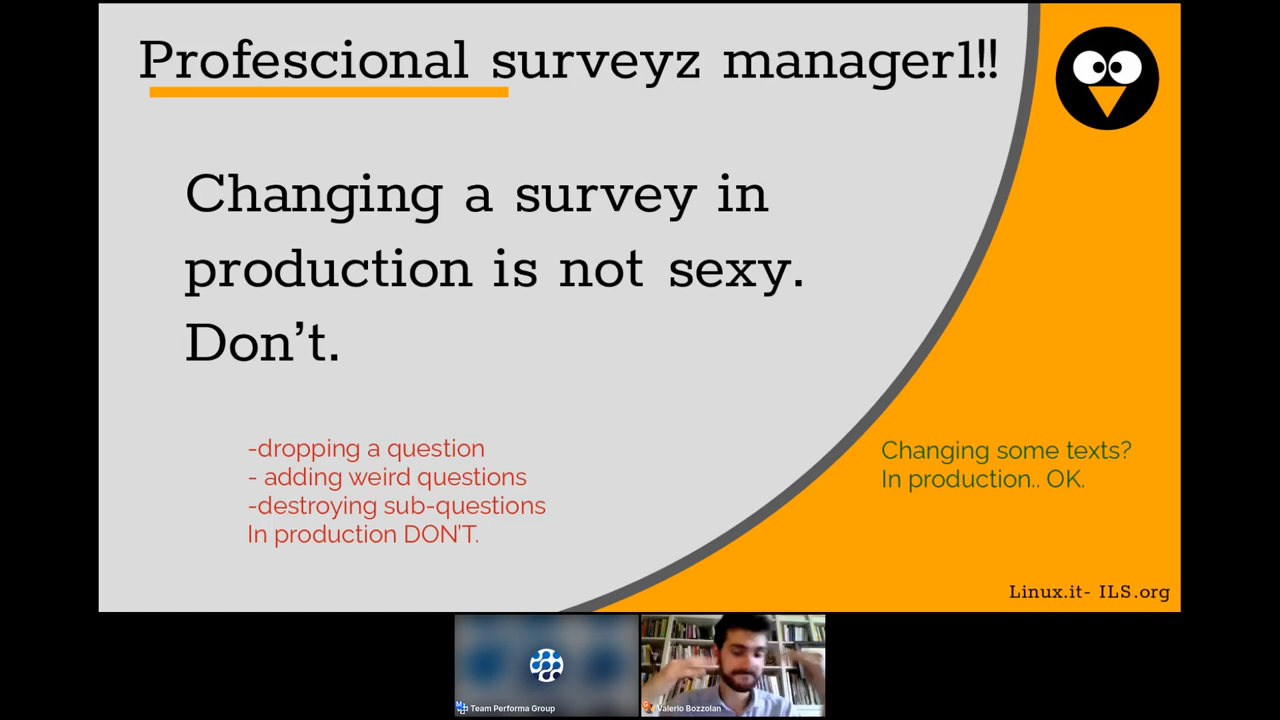 Profescional surveyz manager1!!
Changing a survey in
production is not sexy.
Don't.
-dropping a question
- adding weird questions
-destroying sub-questions
In production DON'T.
Changing some texts?
In production.. OK.
Linux.it- ILS.org
Team Performa Group
Valerio Bozzolan